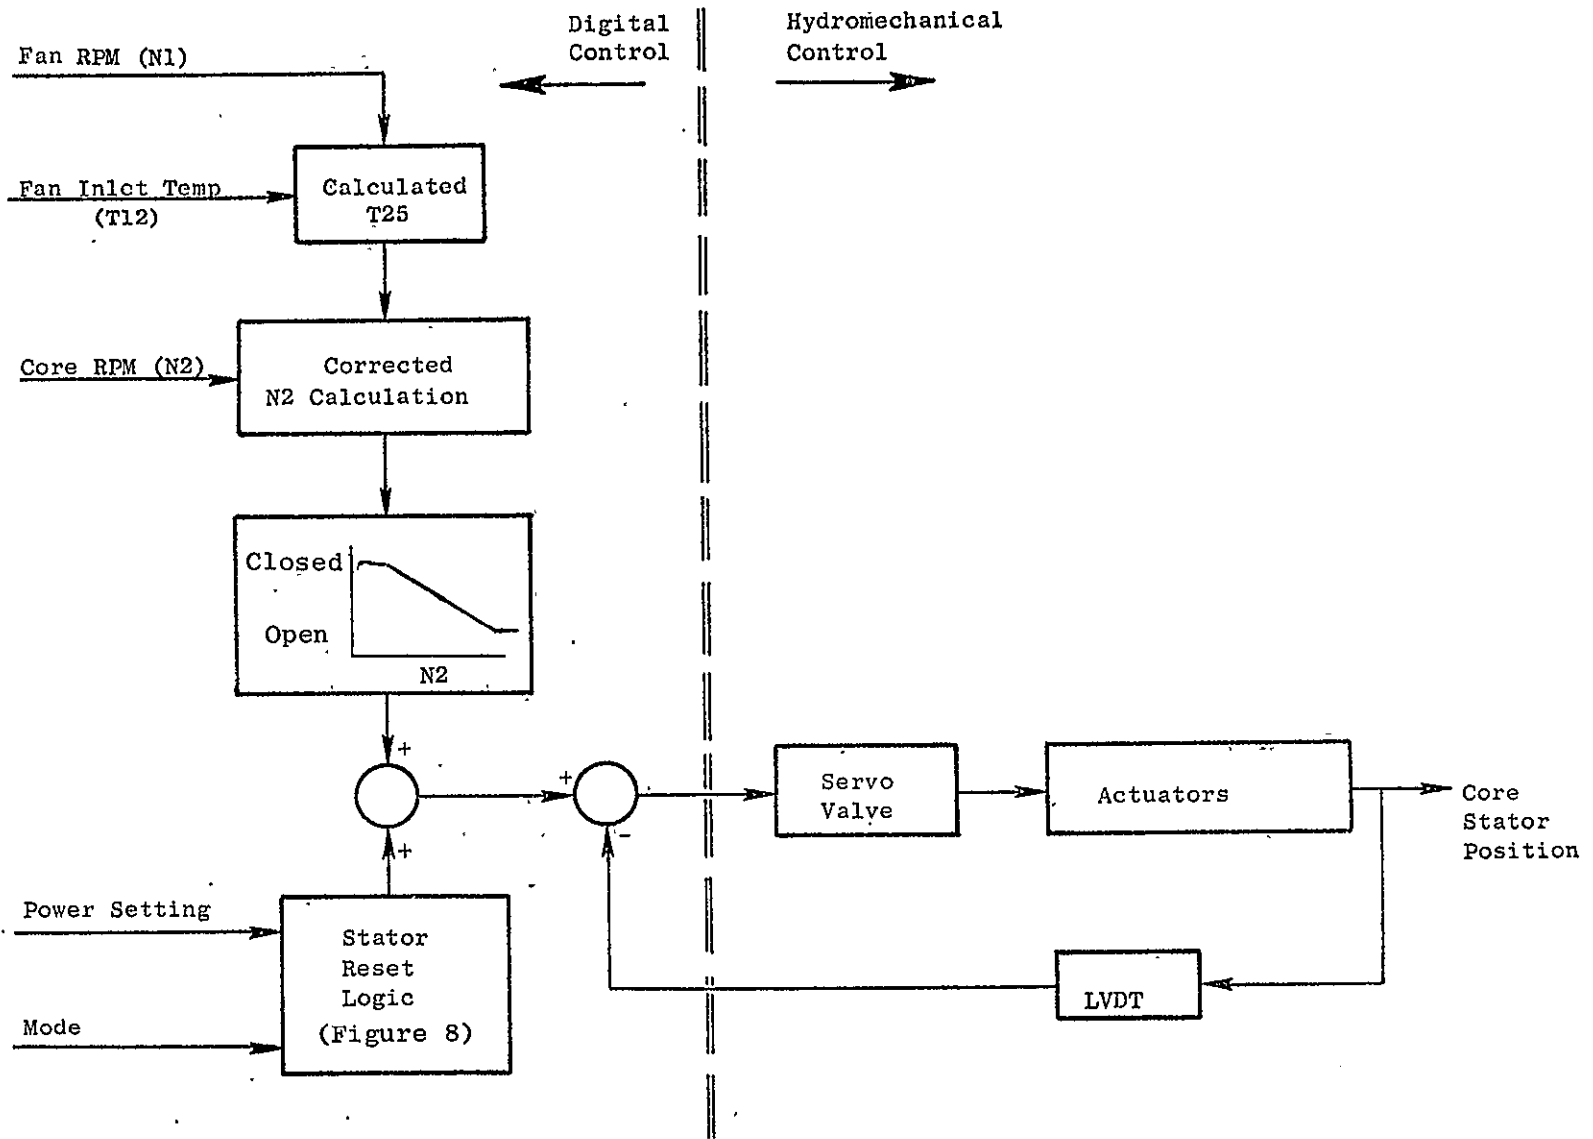 Digital
Control
Hydromechanical
Control
Fan RPM (N1)
Calculated
T25
Fan Inlet Temp
(T12)
Core RPM (N2)
Corrected
N2 Calculation
Closed
Open
N2
+
+
+
-
Servo
Valve
Actuators
Core
Stator
Position
Power Setting
Mode
Stator
Reset
Logic
(Figure 8)
LVDT